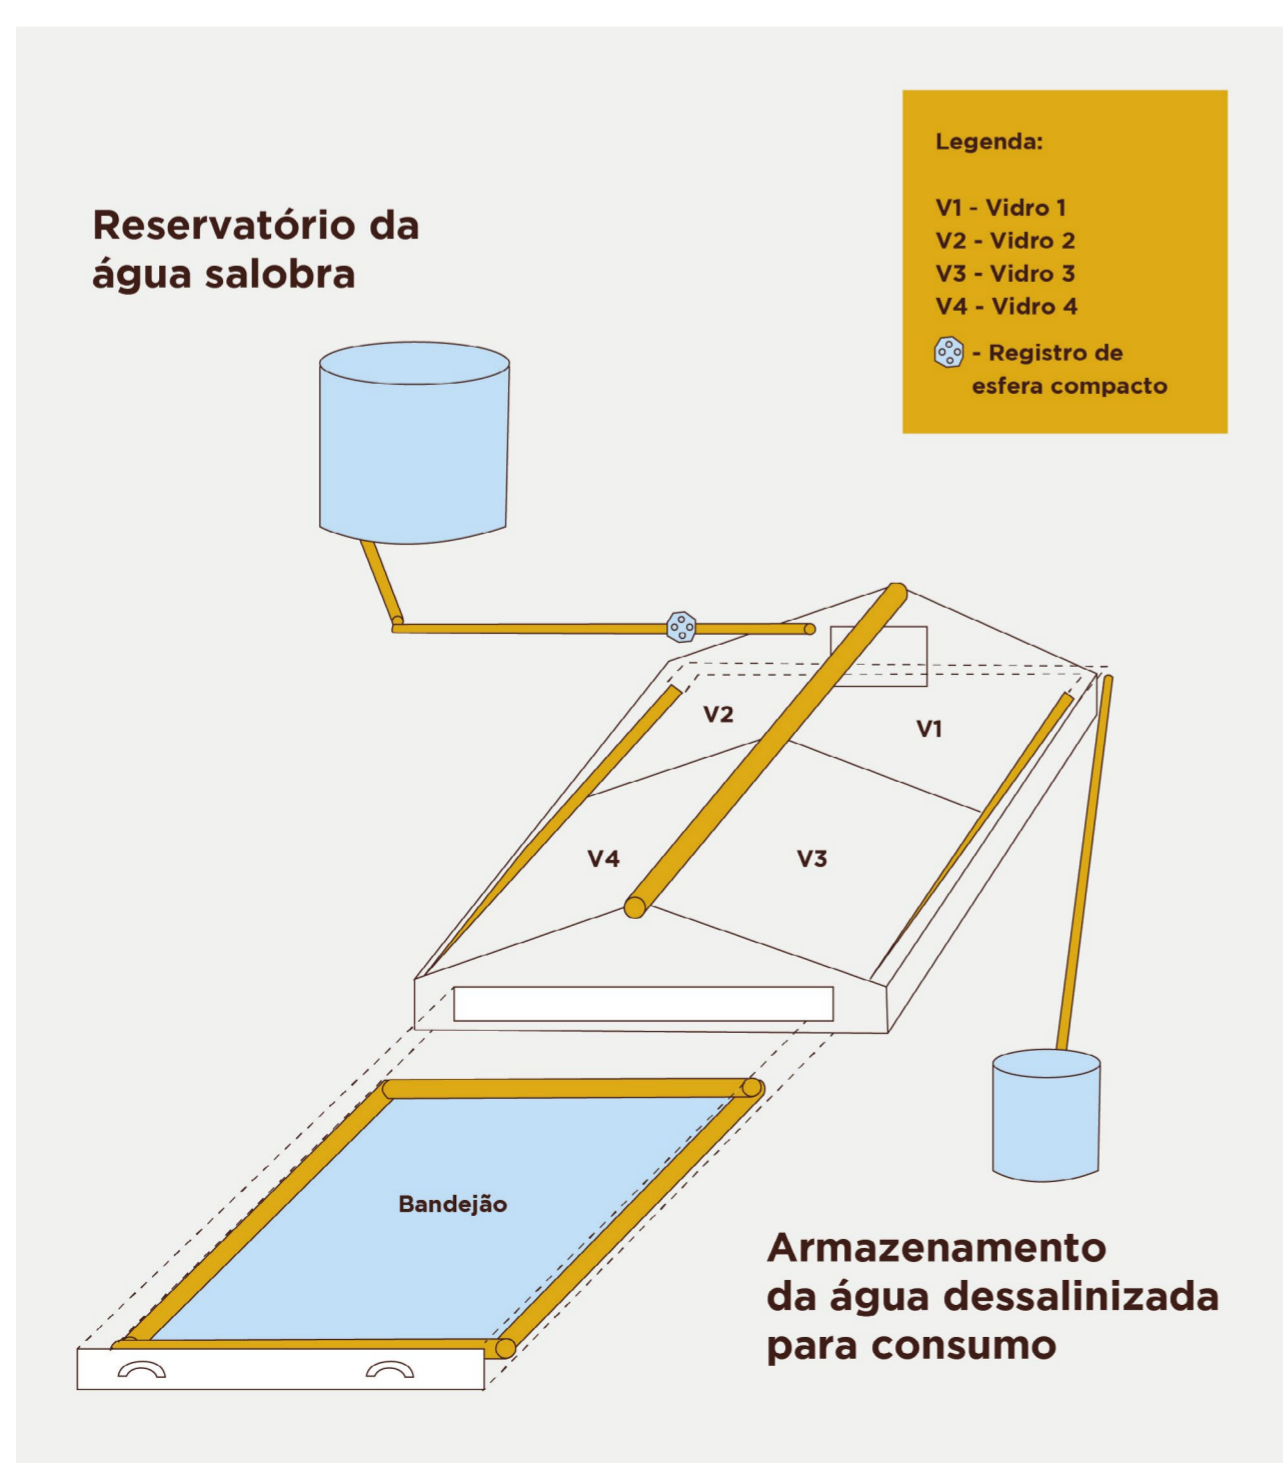 Legenda:
V1 - Vidro 1
V2 - Vidro 2
V3 - Vidro 3
V4 - Vidro 4
- Registro de
esfera compacto
Reservatório da
água salobra
V2
V1
V4
V3
Bandejão
Armazenamento
da água dessalinizada
para consumo